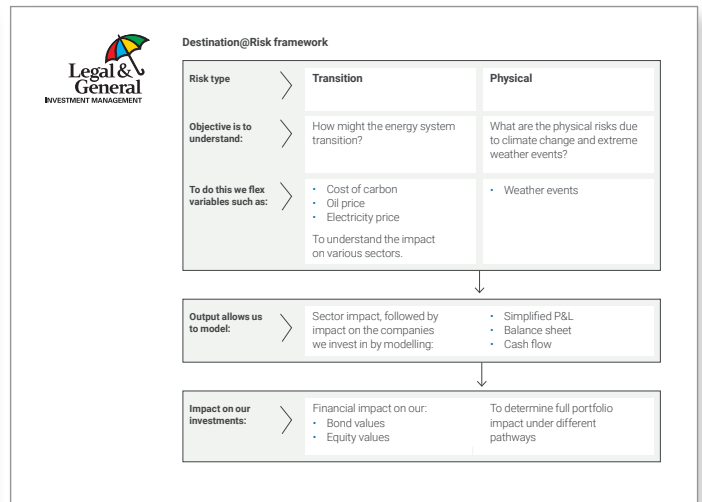 Legal &
General
INVESTMENT MANAGEMENT
Destination@Risk framework
Risk type
Transition
Physical
Objective is to
understand:
How might the energy system
transition?
What are the physical risks due
to climate change and extreme
weather events?
To do this we flex
variables such as:
• Cost of carbon
• Oil price
• Electricity price
To understand the impact
on various sectors.
• Weather events
Output allows us
to model:
Sector impact, followed by
impact on the companies
we invest in by modelling:
• Simplified P&L
• Balance sheet
• Cash flow
Impact on our
investments:
Financial impact on our:
• Bond values
• Equity values
To determine full portfolio
impact under different
pathways